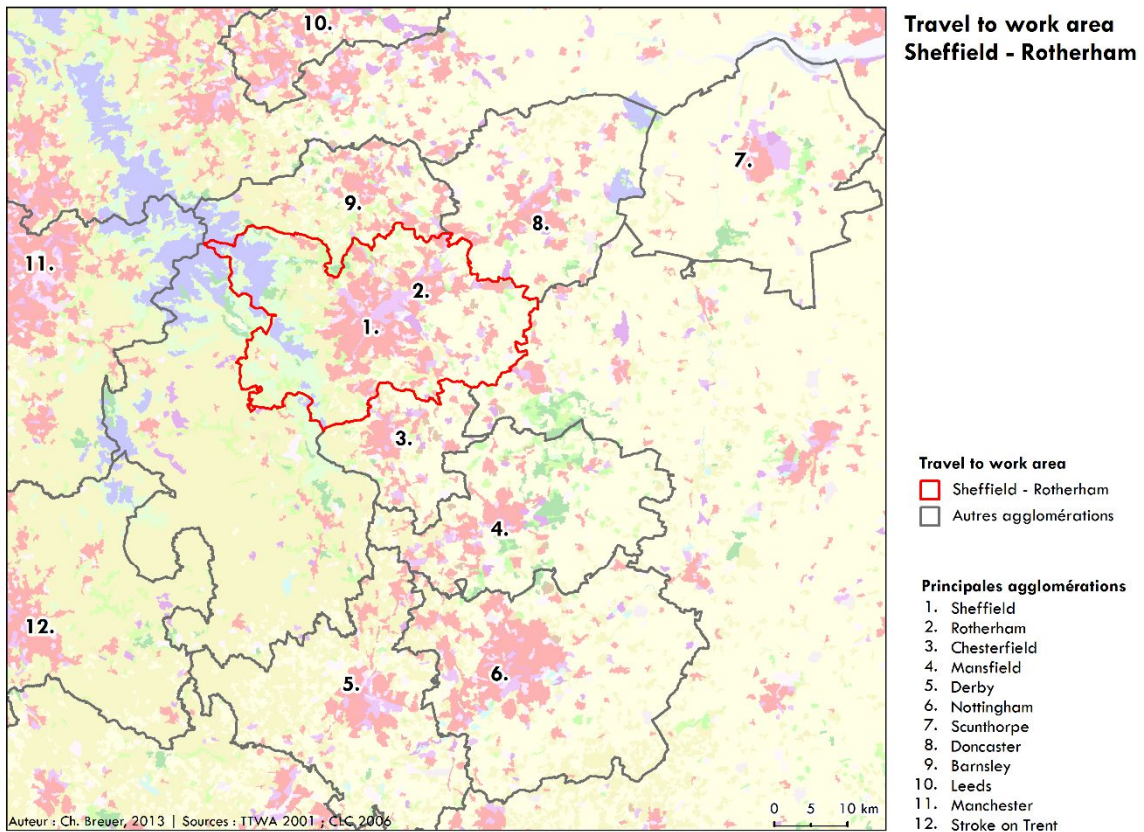 Travel to work area
Sheffield - Rotherham
10.
7.
9.
8.
11.
2.
1.
3.
4.
12.
5.
6.
Travel to work area
Sheffield - Rotherham
Autres agglomérations
Principales agglomérations
1. Sheffield
2. Rotherham
3. Chesterfield
4. Mansfield
5. Derby
6. Nottingham
7. Scunthorpe
8. Doncaster
9. Barnsley
10. Leeds
11. Manchester
12. Stroke on Trent
0 5 10 km
Auteur : Ch. Breuer, 2013 | Sources : TTWA 2001 ; CLC 2006